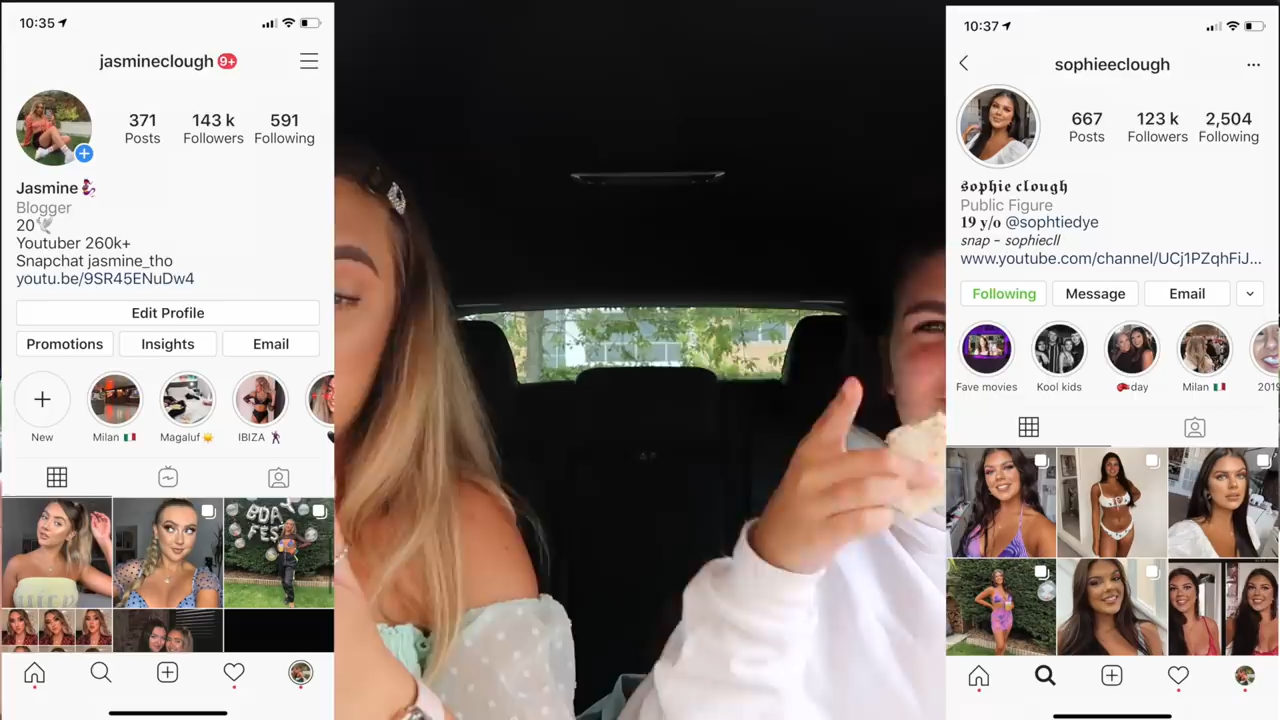 10:35
jasmineclough 9+
371 143 k 591
Posts Followers Following
Jasmine
Blogger
20
Youtuber 260k+
Snapchat jasmine_tho
youtu.be/9SR45ENuDw4
Edit Profile
Promotions Insights Email
New Milan Magaluf IBIZA
BDAY
FES
10:37
sophieeclough
667 123 k 2,504
Posts Followers Following
𝖘𝖔𝖕𝖍𝖎𝖊 𝖈𝖑𝖔𝖚𝖌𝖍
Public Figure
𝟏𝟗 𝐲/𝐨 @sophtiedye
snap - sophiecll
www.youtube.com/channel/UCj1PZqhFiJ...
Following Message Email
Fave movies Kool kids day Milan 2019